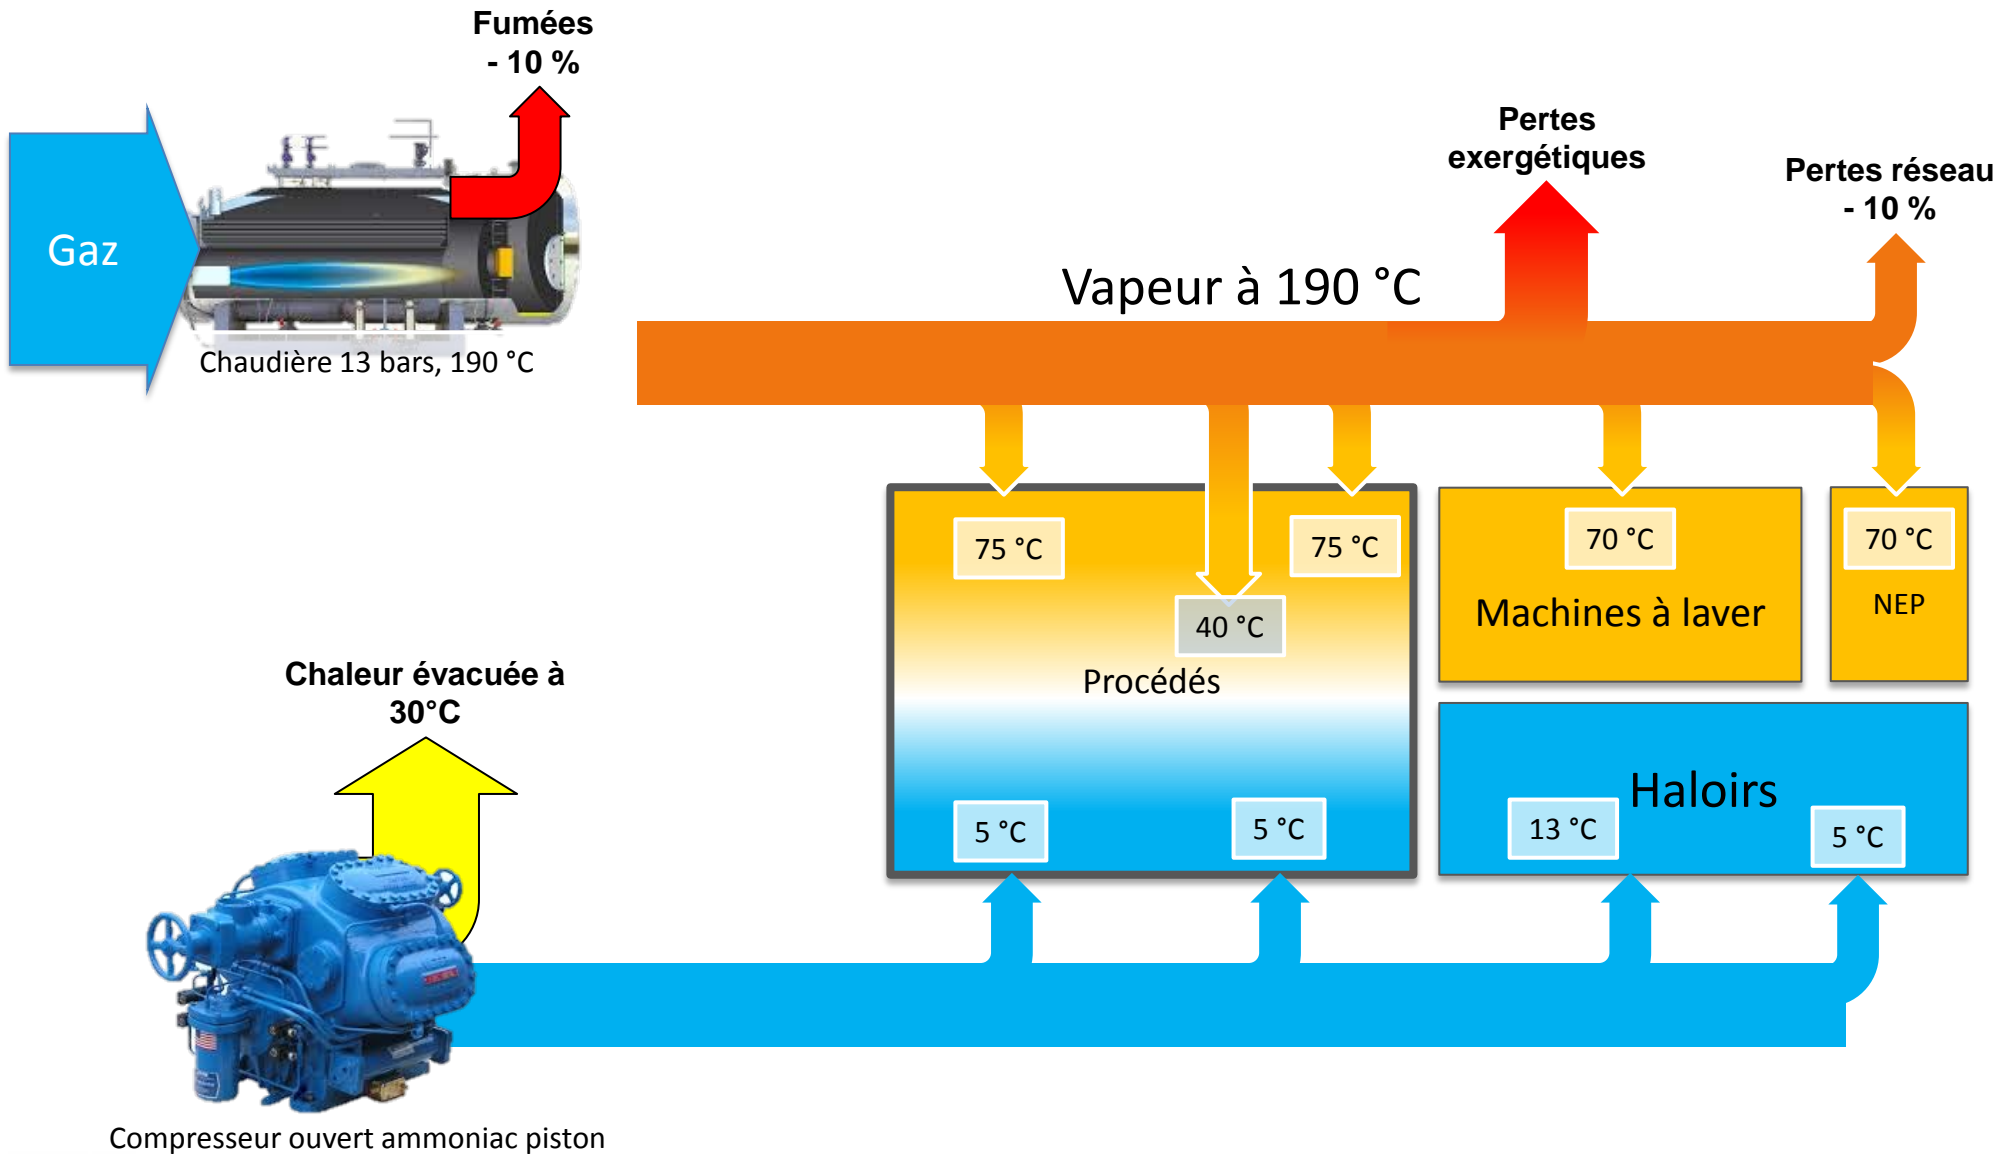 Fumées
- 10 %
Pertes
exergétiques
Pertes réseau
- 10 %
Gaz
Vapeur à 190 °C
Chaudière 13 bars, 190 °C
75 °C
75 °C
70 °C
70 °C
40 °C
Machines à laver
NEP
Procédés
Chaleur évacuée à
30°C
Haloirs
5 °C
5 °C
13 °C
5 °C
Compresseur ouvert ammoniac piston